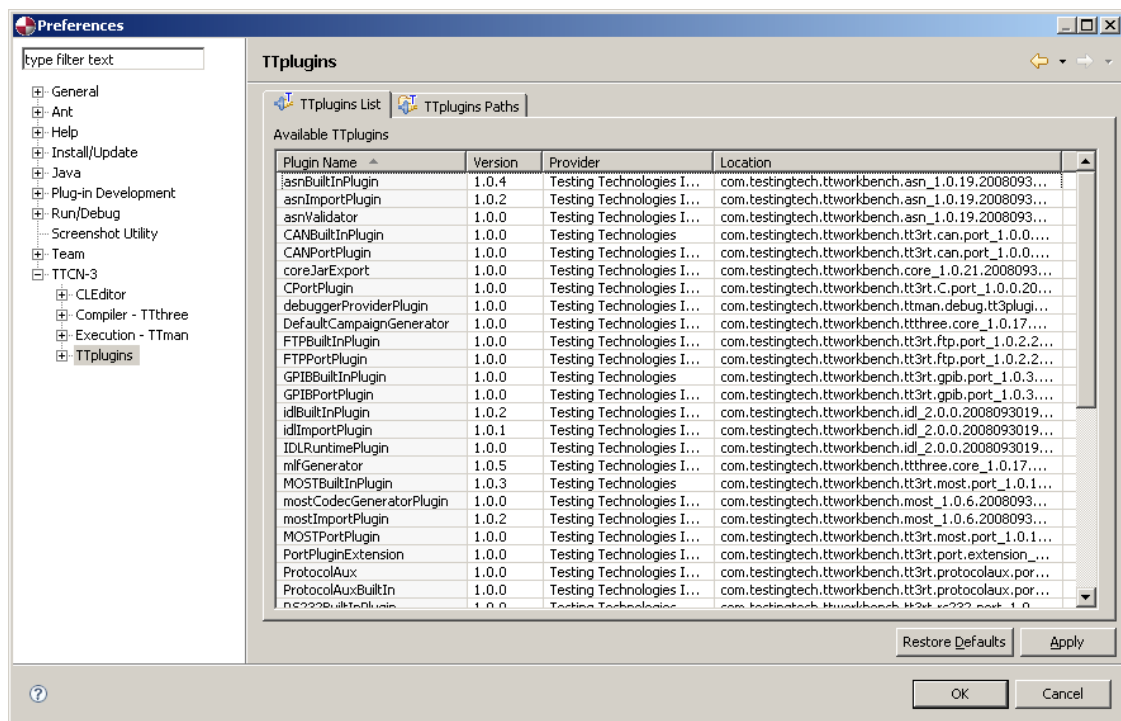 Preferences
type filter text
TTplugins
General
Ant
Help
Install/Update
Java
Plug-in Development
Run/Debug
Screenshot Utility
Team
TTCN-3
CLEditor
Compiler - TTthree
Execution - TTman
TTplugins
TTplugins List TTplugins Paths
Available TTplugins
Plugin Name Version Provider Location
asnBuiltInPlugin 1.0.4 Testing Technologies I... com.testingtech.ttworkbench.asn_1.0.19.2008093...
asnImportPlugin 1.0.2 Testing Technologies I... com.testingtech.ttworkbench.asn_1.0.19.2008093...
asnValidator 1.0.0 Testing Technologies I... com.testingtech.ttworkbench.asn_1.0.19.2008093...
CANBuiltInPlugin 1.0.0 Testing Technologies com.testingtech.ttworkbench.tt3rt.can.port_1.0.0....
CANPortPlugin 1.0.0 Testing Technologies I... com.testingtech.ttworkbench.tt3rt.can.port_1.0.0....
coreJarExport 1.0.0 Testing Technologies I... com.testingtech.ttworkbench.core_1.0.21.2008093...
CPortPlugin 1.0.0 Testing Technologies I... com.testingtech.ttworkbench.tt3rt.C.port_1.0.0.20...
debuggerProviderPlugin 1.0.0 Testing Technologies I... com.testingtech.ttworkbench.ttman.debug.tt3plugi...
DefaultCampaignGenerator 1.0.0 Testing Technologies I... com.testingtech.ttworkbench.ttthree.core_1.0.17....
FTPBuiltInPlugin 1.0.0 Testing Technologies I... com.testingtech.ttworkbench.tt3rt.ftp.port_1.0.2.2...
FTPPortPlugin 1.0.0 Testing Technologies I... com.testingtech.ttworkbench.tt3rt.ftp.port_1.0.2.2...
GPIBBuiltInPlugin 1.0.0 Testing Technologies com.testingtech.ttworkbench.tt3rt.gpib.port_1.0.3....
GPIBPortPlugin 1.0.0 Testing Technologies I... com.testingtech.ttworkbench.tt3rt.gpib.port_1.0.3....
idlBuiltInPlugin 1.0.2 Testing Technologies I... com.testingtech.ttworkbench.idl_2.0.0.2008093019...
idlImportPlugin 1.0.1 Testing Technologies I... com.testingtech.ttworkbench.idl_2.0.0.2008093019...
IDLRuntimePlugin 1.0.0 Testing Technologies I... com.testingtech.ttworkbench.idl_2.0.0.2008093019...
mlfGenerator 1.0.5 Testing Technologies I... com.testingtech.ttworkbench.ttthree.core_1.0.17....
MOSTBuiltInPlugin 1.0.3 Testing Technologies com.testingtech.ttworkbench.tt3rt.most.port_1.0.1...
mostCodecGeneratorPlugin 1.0.0 Testing Technologies I... com.testingtech.ttworkbench.most_1.0.6.2008093...
mostImportPlugin 1.0.2 Testing Technologies I... com.testingtech.ttworkbench.most_1.0.6.2008093...
MOSTPortPlugin 1.0.0 Testing Technologies I... com.testingtech.ttworkbench.tt3rt.most.port_1.0.1...
PortPluginExtension 1.0.0 Testing Technologies I... com.testingtech.ttworkbench.tt3rt.port.extension_...
ProtocolAux 1.0.0 Testing Technologies I... com.testingtech.ttworkbench.tt3rt.protocolaux.por...
ProtocolAuxBuiltIn 1.0.0 Testing Technologies I... com.testingtech.ttworkbench.tt3rt.protocolaux.por...
RS232BuiltInPlugin 1.0.0 Testing Technologies com.testingtech.ttworkbench.tt3rt.rs232.port_1.0
Restore Defaults Apply
OK Cancel